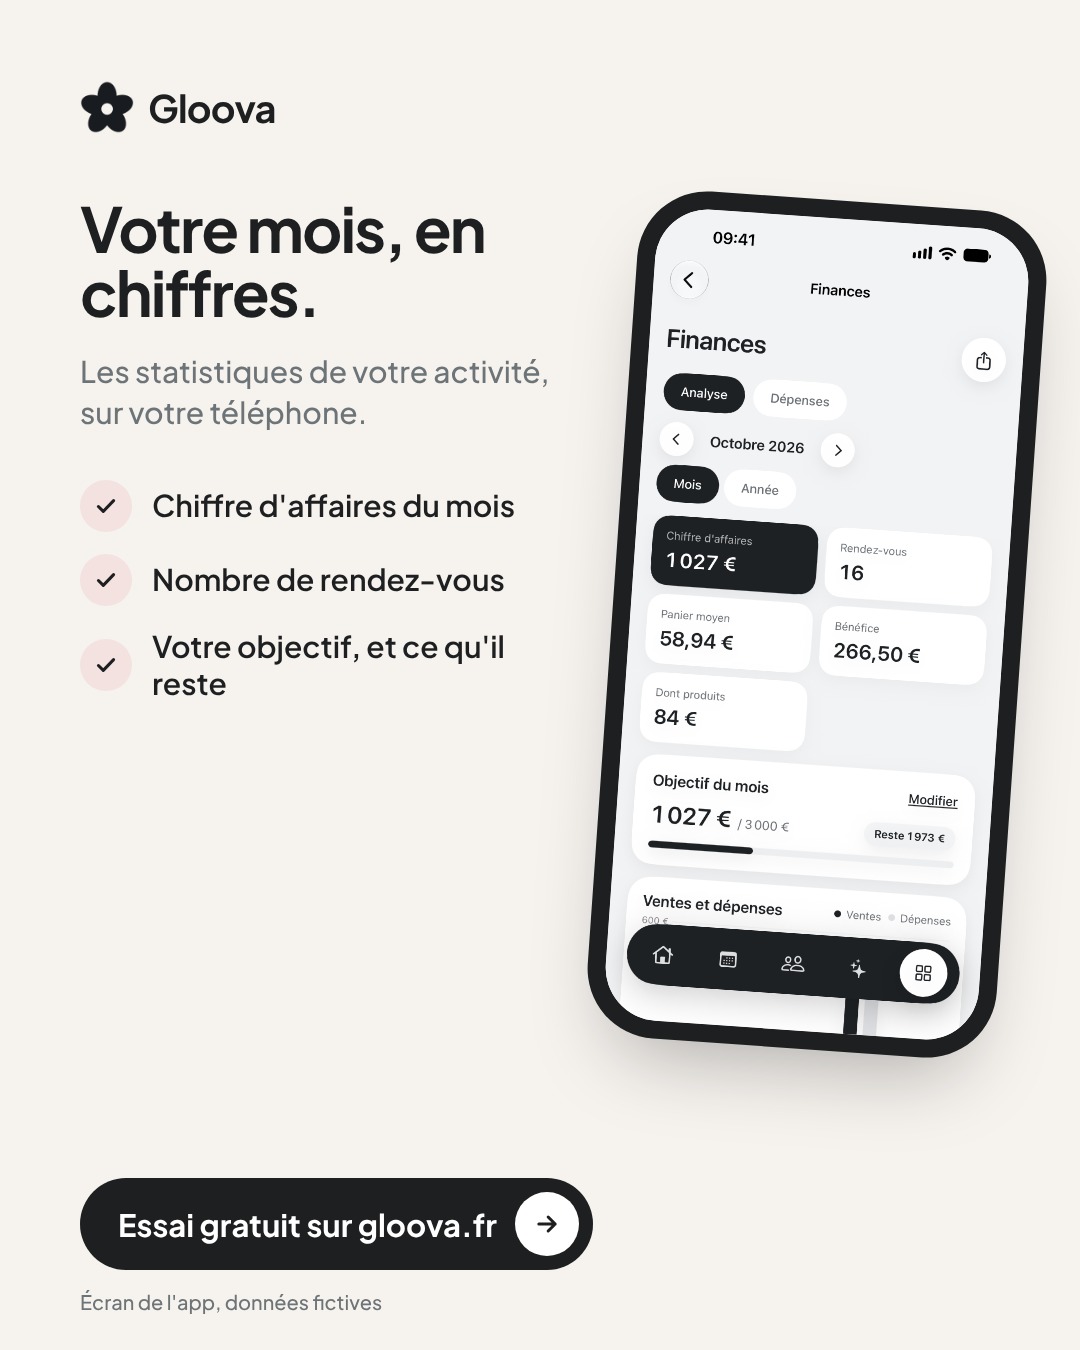 Gloova
Votre mois, en
chiffres.
Les statistiques de votre activité,
sur votre téléphone.
Chiffre d'affaires du mois
Nombre de rendez-vous
Votre objectif, et ce qu'il
reste
09:41
Finances
Finances
Analyse
Dépenses
Octobre 2026
Mois
Année
Chiffre d'affaires
1 027 €
Rendez-vous
16
Panier moyen
58,94 €
Bénéfice
266,50 €
Dont produits
84 €
Objectif du mois
Modifier
1 027 € / 3 000 €
Reste 1 973 €
Ventes et dépenses
Ventes
Dépenses
600 €
Essai gratuit sur gloova.fr
Écran de l'app, données fictives